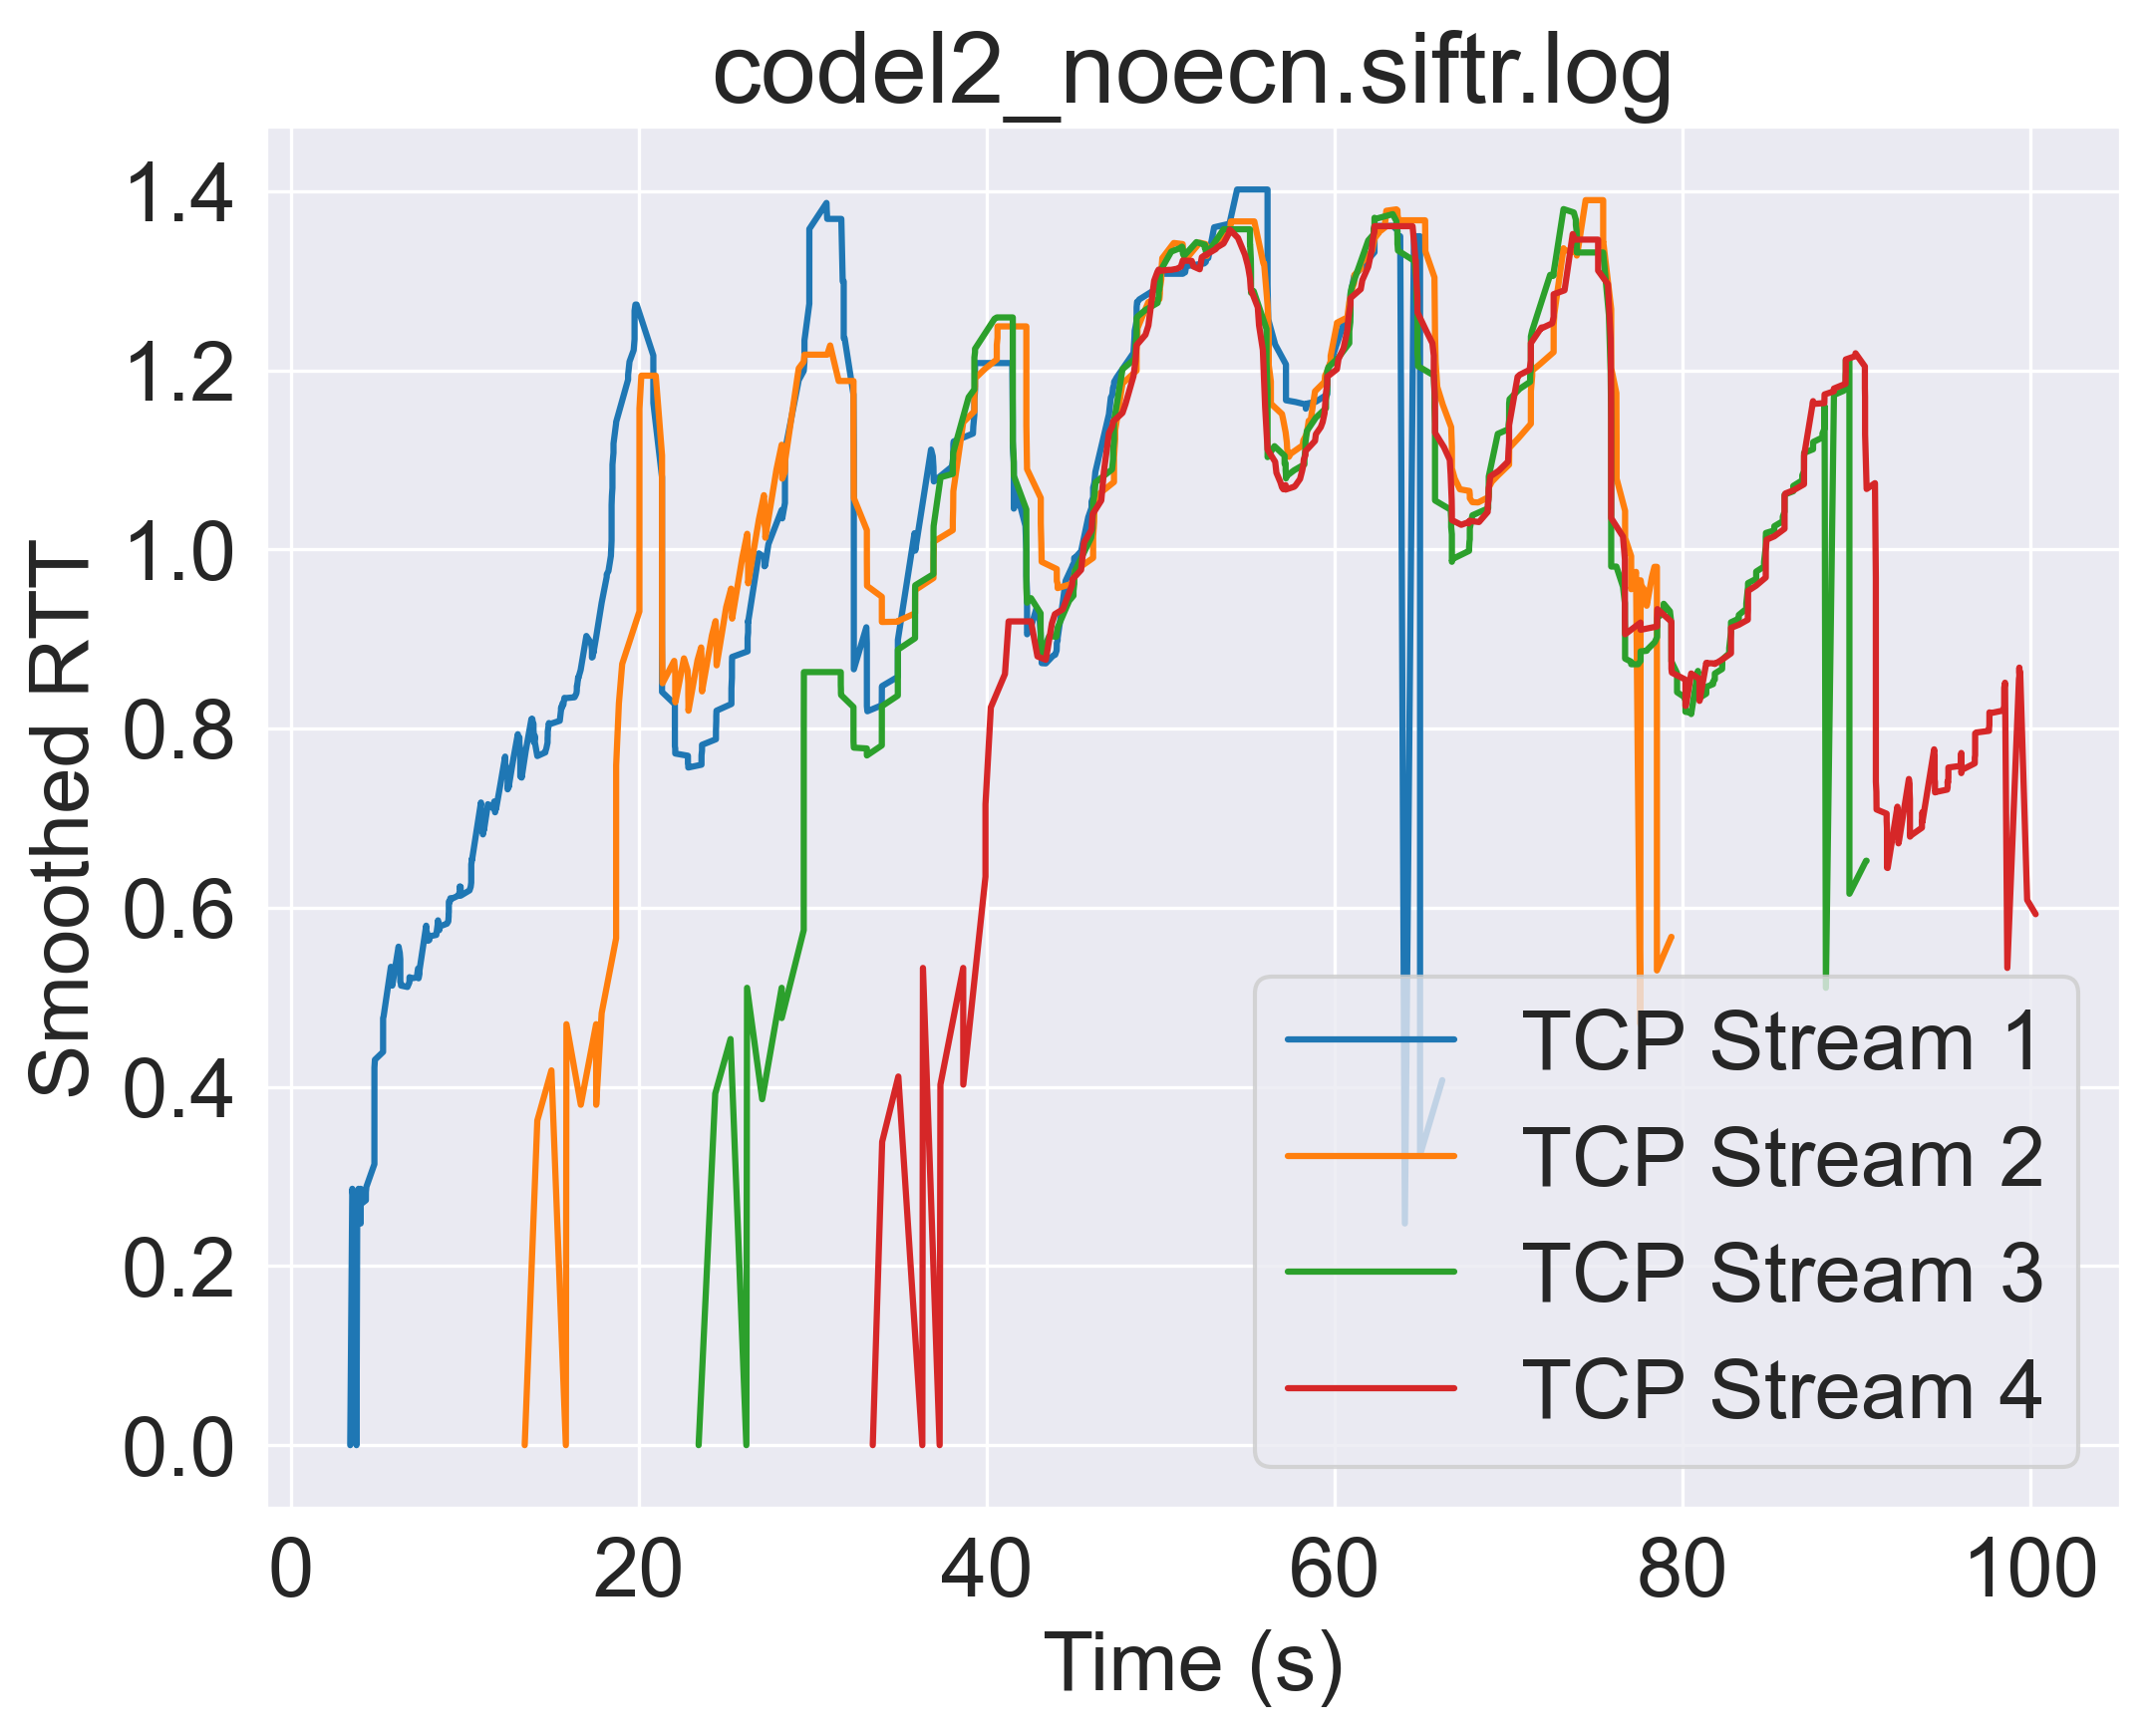 codel2_noecn.siftr.log
Smoothed RTT
1.4
1.2
1.0
0.8
0.6
0.4
0.2
0.0
TCP Stream 1
TCP Stream 2
TCP Stream 3
TCP Stream 4
0 20 40 60 80 100
Time (s)